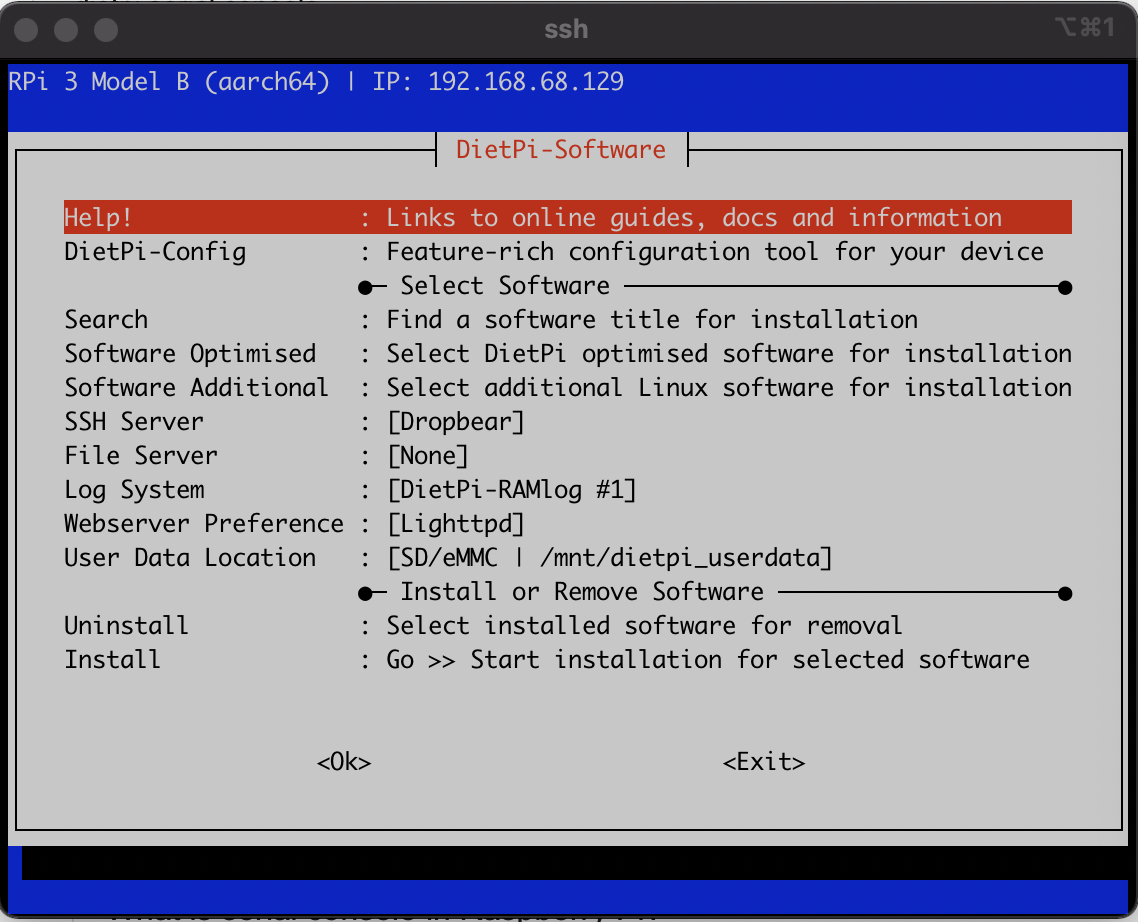 ssh
⌥⌘1
RPi 3 Model B (aarch64) | IP: 192.168.68.129
DietPi-Software
Help! : Links to online guides, docs and information
DietPi-Config : Feature-rich configuration tool for your device
●─ Select Software ─●
Search : Find a software title for installation
Software Optimised : Select DietPi optimised software for installation
Software Additional : Select additional Linux software for installation
SSH Server : [Dropbear]
File Server : [None]
Log System : [DietPi-RAMlog #1]
Webserver Preference : [Lighttpd]
User Data Location : [SD/eMMC | /mnt/dietpi_userdata]
●─ Install or Remove Software ─●
Uninstall : Select installed software for removal
Install : Go >> Start installation for selected software
<Ok> <Exit>